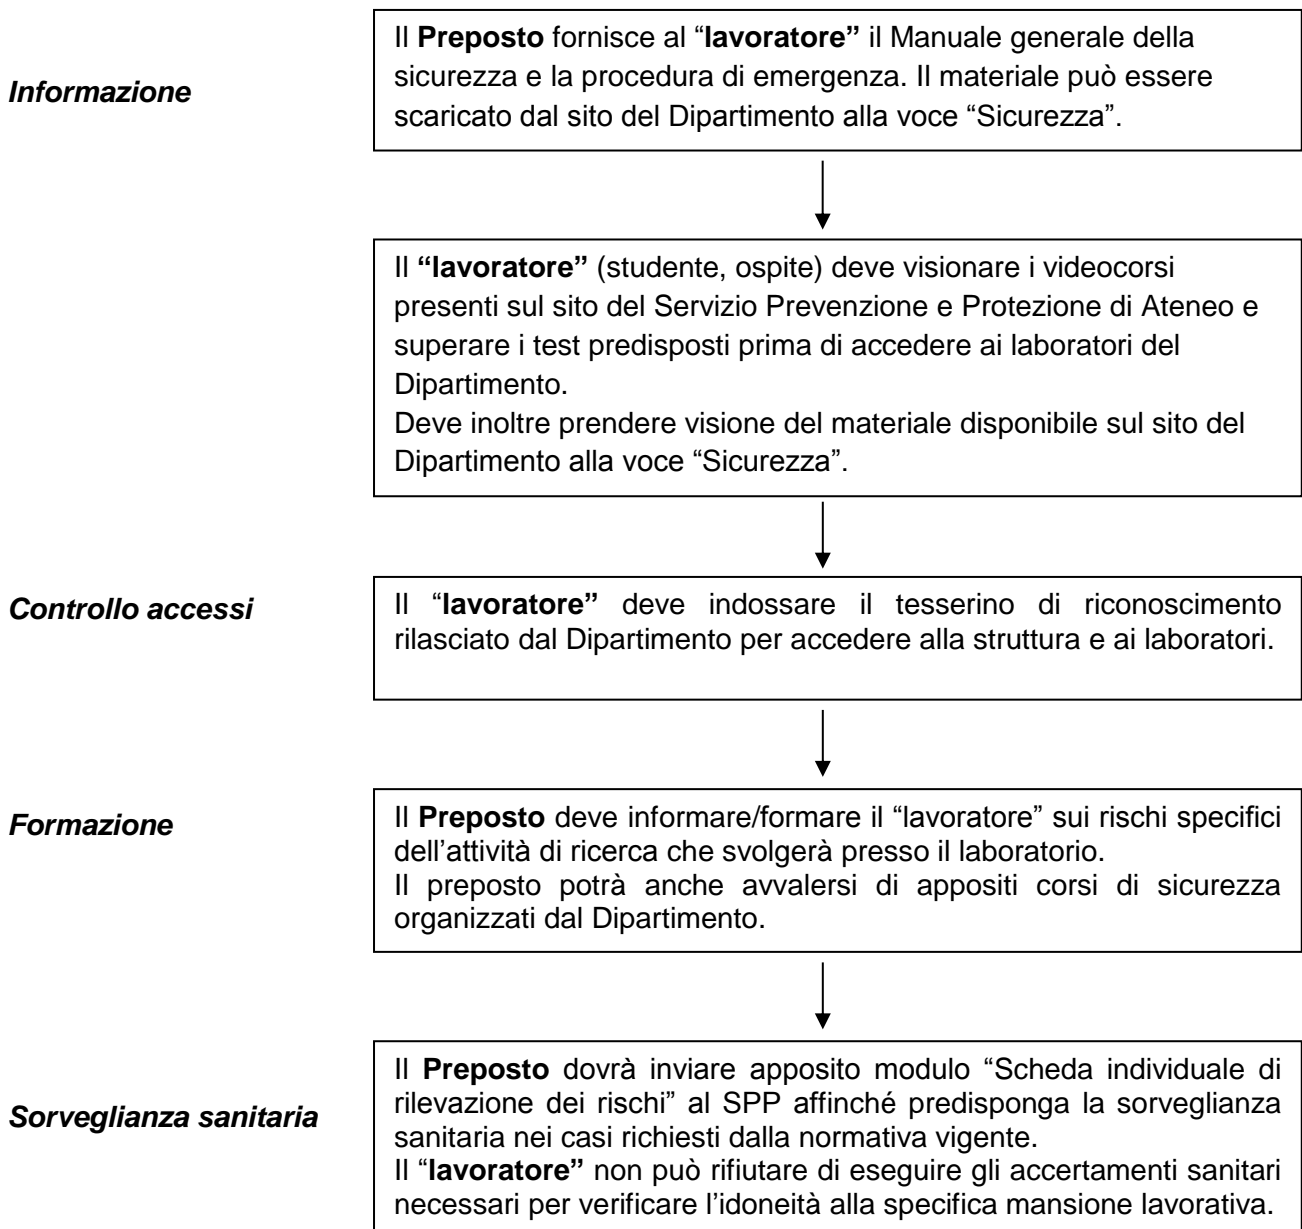 Informazione
Il Preposto fornisce al “lavoratore” il Manuale generale della
sicurezza e la procedura di emergenza. Il materiale può essere
scaricato dal sito del Dipartimento alla voce “Sicurezza”.
Il “lavoratore” (studente, ospite) deve visionare i videocorsi
presenti sul sito del Servizio Prevenzione e Protezione di Ateneo e
superare i test predisposti prima di accedere ai laboratori del
Dipartimento.
Deve inoltre prendere visione del materiale disponibile sul sito del
Dipartimento alla voce “Sicurezza”.
Controllo accessi
Il “lavoratore” deve indossare il tesserino di riconoscimento
rilasciato dal Dipartimento per accedere alla struttura e ai laboratori.
Formazione
Il Preposto deve informare/formare il “lavoratore” sui rischi specifici
dell’attività di ricerca che svolgerà presso il laboratorio.
Il preposto potrà anche avvalersi di appositi corsi di sicurezza
organizzati dal Dipartimento.
Sorveglianza sanitaria
Il Preposto dovrà inviare apposito modulo “Scheda individuale di
rilevazione dei rischi” al SPP affinché predisponga la sorveglianza
sanitaria nei casi richiesti dalla normativa vigente.
Il “lavoratore” non può rifiutare di eseguire gli accertamenti sanitari
necessari per verificare l’idoneità alla specifica mansione lavorativa.